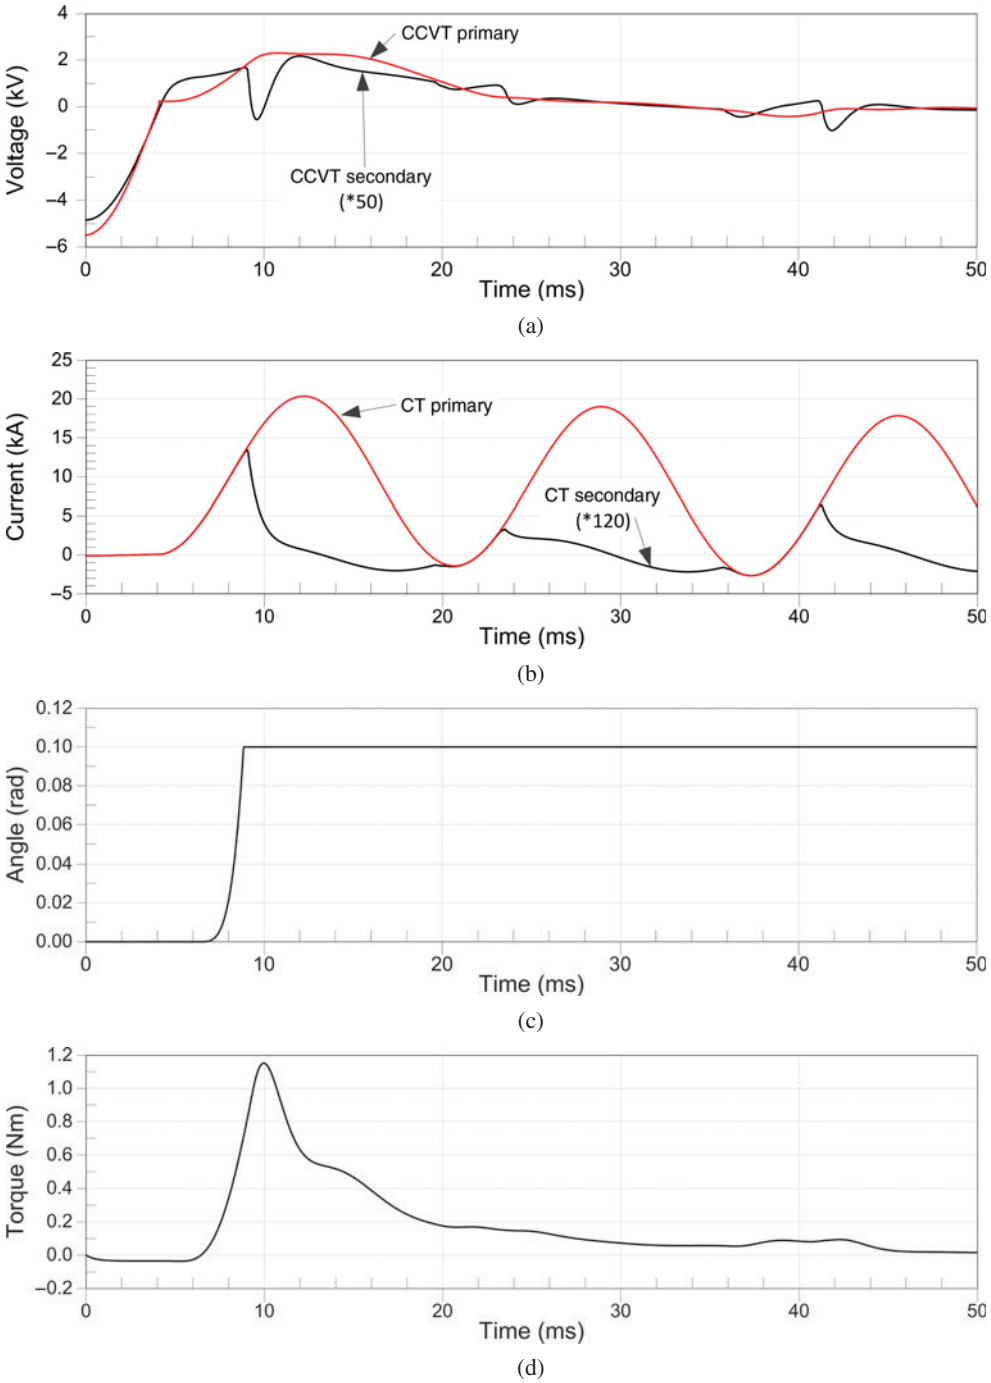 4
2
0
–2
–4
–6
Voltage (kV)
CCVT primary
CCVT secondary
(*50)
0 10 20 30 40 50
Time (ms)
(a)
25
20
15
10
5
0
–5
Current (kA)
CT primary
CT secondary
(*120)
0 10 20 30 40 50
Time (ms)
(b)
0.12
0.10
0.08
0.06
0.04
0.02
0.00
Angle (rad)
0 10 20 30 40 50
Time (ms)
(c)
1.2
1.0
0.8
0.6
0.4
0.2
0.0
–0.2
Torque (Nm)
0 10 20 30 40 50
Time (ms)
(d)